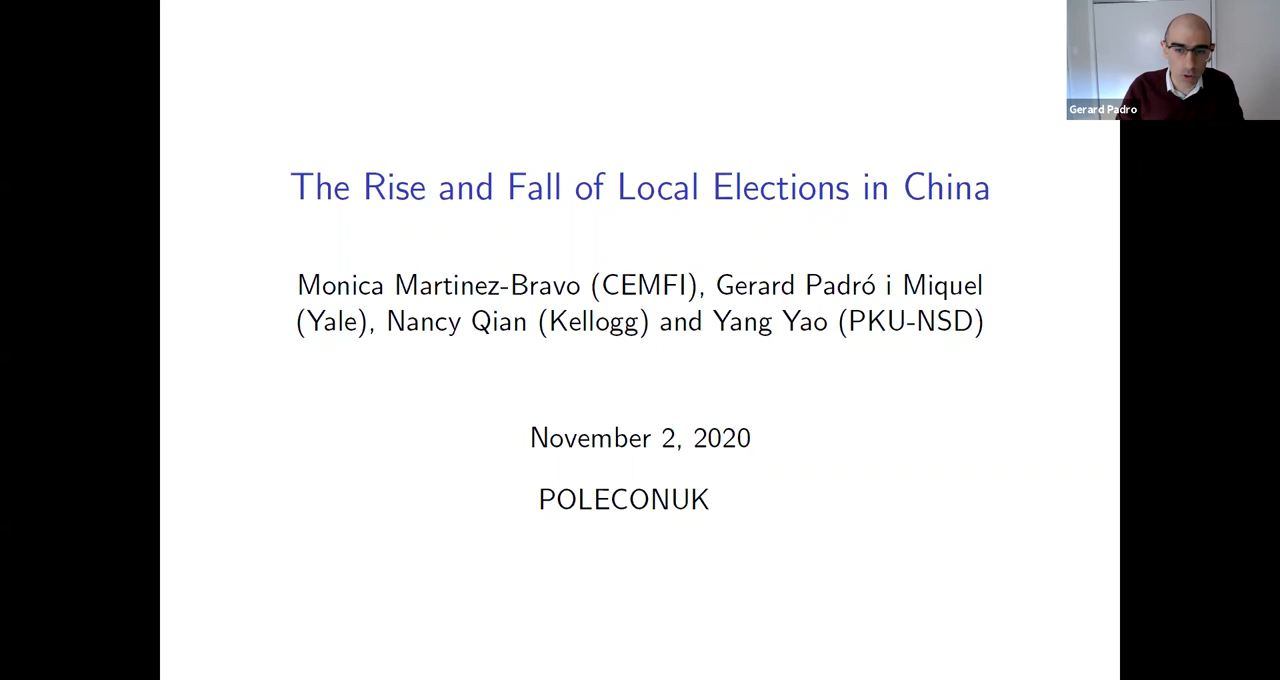 Gerard Padro
The Rise and Fall of Local Elections in China
Monica Martinez-Bravo (CEMFI), Gerard Padró i Miquel
(Yale), Nancy Qian (Kellogg) and Yang Yao (PKU-NSD)
November 2, 2020
POLECONUK